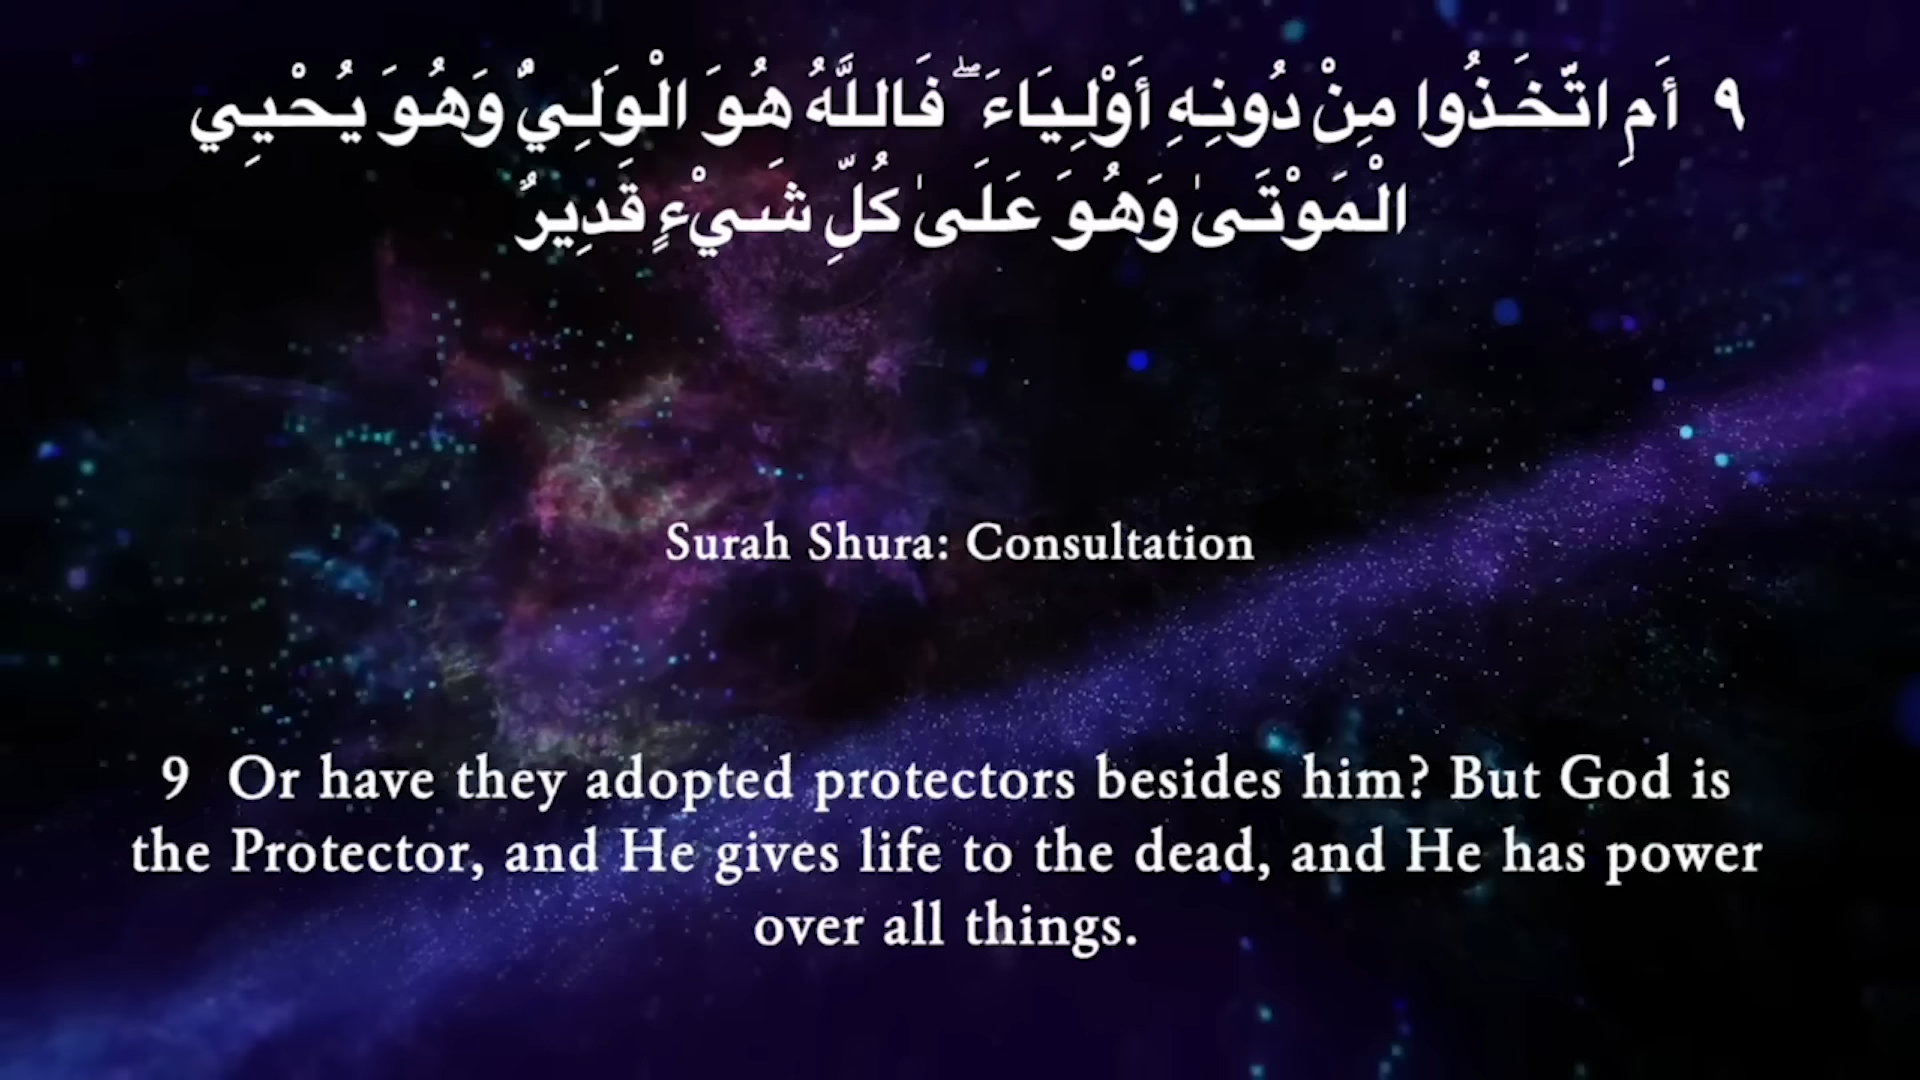 ٩ أَمِ اتَّخَذُوا مِنْ دُونِهِ أَوْلِيَاءَ ۖ فَاللَّهُ هُوَ الْوَلِيُّ وَهُوَ يُحْيِي
الْمَوْتَىٰ وَهُوَ عَلَىٰ كُلِّ شَيْءٍ قَدِيرٌ
Surah Shura: Consultation
9 Or have they adopted protectors besides him? But God is
the Protector, and He gives life to the dead, and He has power
over all things.